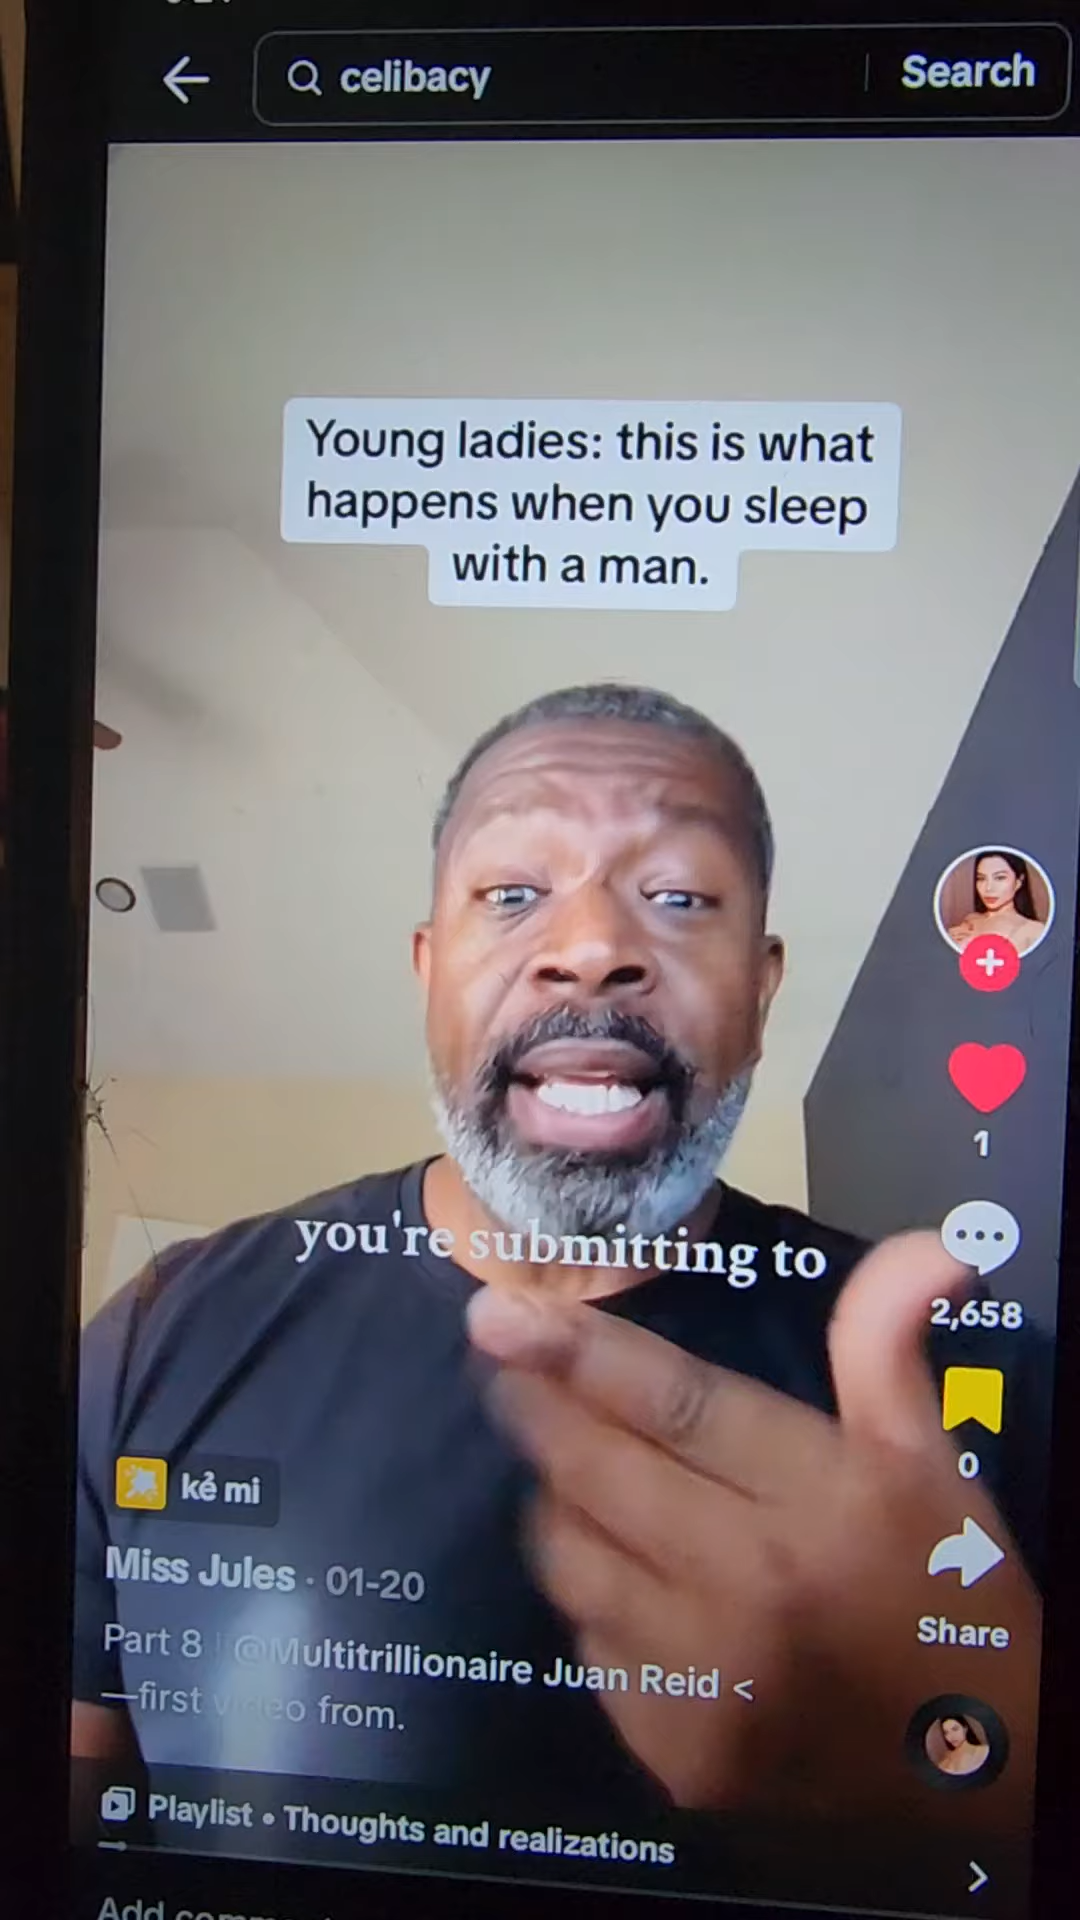 celibacy
Search
Young ladies: this is what
happens when you sleep
with a man.
you're submitting to
1
2,658
0
Share
kẻ mi
Miss Jules · 01-20
Part 8 | @Multitrillionaire Juan Reid <
—first video from.
Playlist • Thoughts and realizations
Add